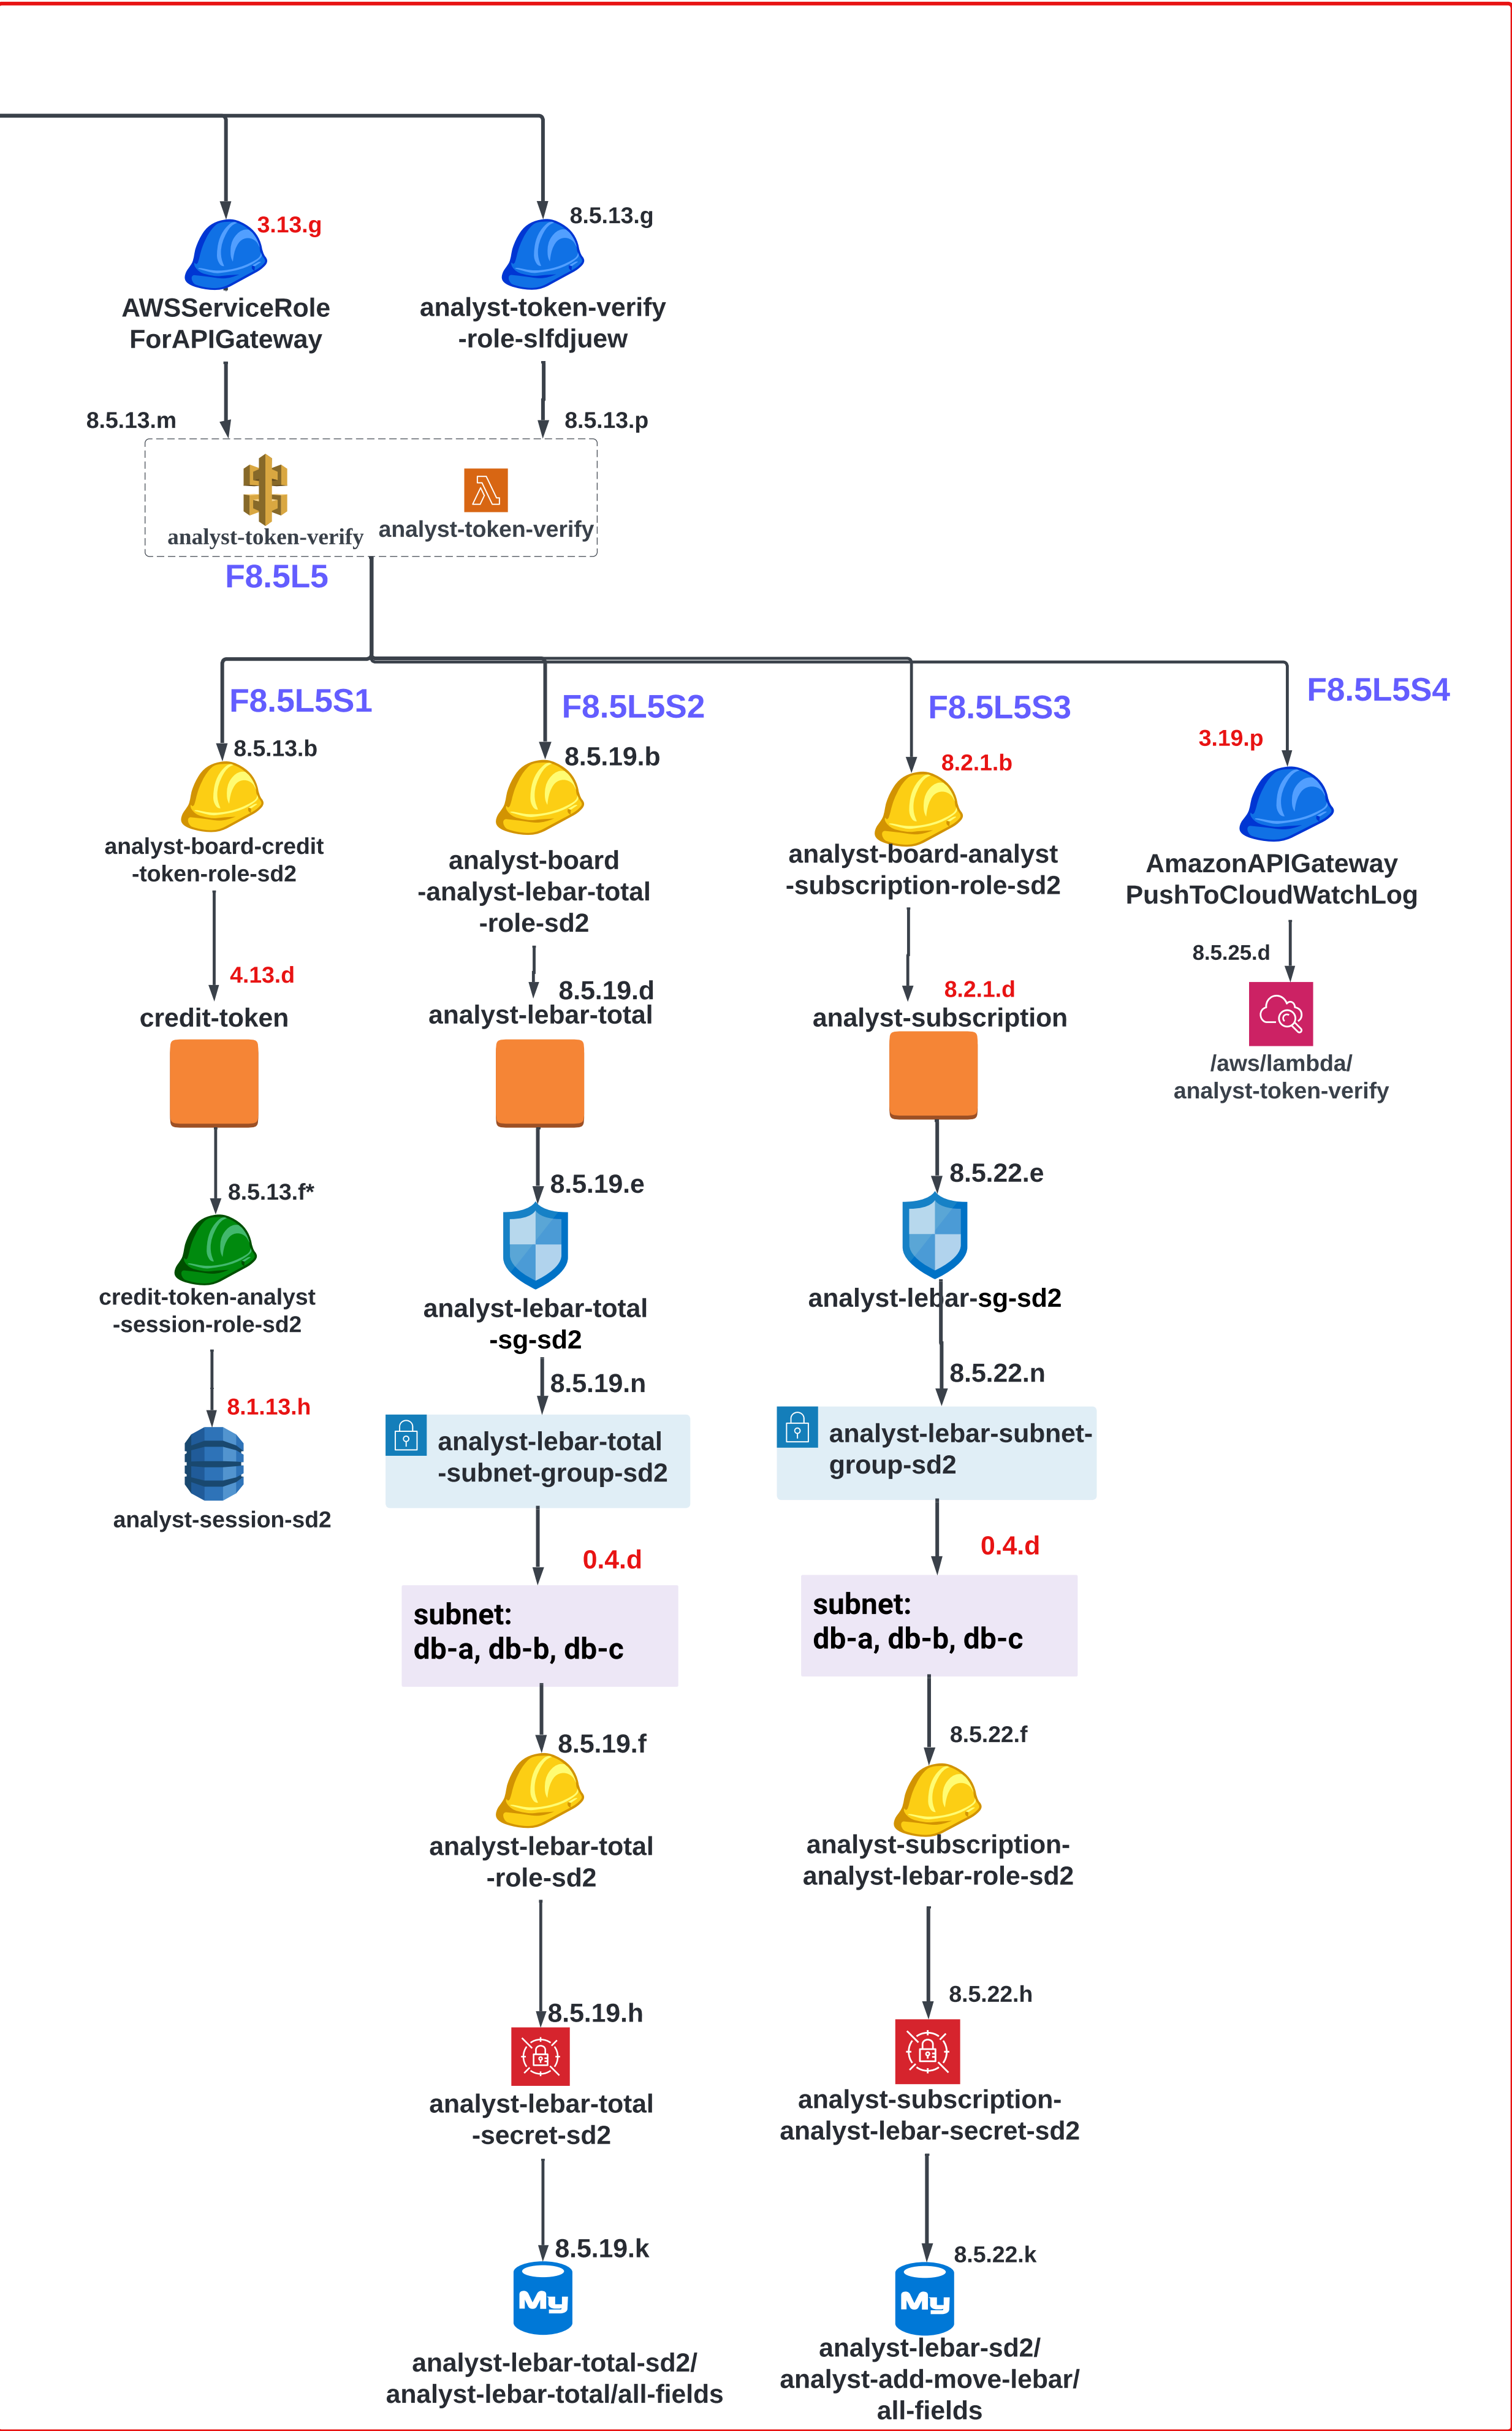 3.13.g
8.5.13.g
AWSServiceRole
ForAPIGateway
analyst-token-verify
-role-slfdjuew
8.5.13.m
8.5.13.p
analyst-token-verify
analyst-token-verify
F8.5L5
F8.5L5S1
F8.5L5S2
F8.5L5S3
F8.5L5S4
8.5.13.b
8.5.19.b
8.2.1.b
3.19.p
analyst-board-credit
-token-role-sd2
analyst-board
-analyst-lebar-total
-role-sd2
analyst-board-analyst
-subscription-role-sd2
AmazonAPIGateway
PushToCloudWatchLog
4.13.d
8.5.19.d
8.2.1.d
8.5.25.d
credit-token
analyst-lebar-total
analyst-subscription
/aws/lambda/
analyst-token-verify
8.5.13.f*
8.5.19.e
8.5.22.e
credit-token-analyst
-session-role-sd2
analyst-lebar-total
-sg-sd2
analyst-lebar-sg-sd2
8.1.13.h
8.5.19.n
8.5.22.n
analyst-session-sd2
analyst-lebar-total
-subnet-group-sd2
analyst-lebar-subnet-
group-sd2
0.4.d
0.4.d
subnet:
db-a, db-b, db-c
subnet:
db-a, db-b, db-c
8.5.19.f
8.5.22.f
analyst-lebar-total
-role-sd2
analyst-subscription-
analyst-lebar-role-sd2
8.5.19.h
8.5.22.h
analyst-lebar-total
-secret-sd2
analyst-subscription-
analyst-lebar-secret-sd2
8.5.19.k
8.5.22.k
My
My
analyst-lebar-total-sd2/
analyst-lebar-total/all-fields
analyst-lebar-sd2/
analyst-add-move-lebar/
all-fields